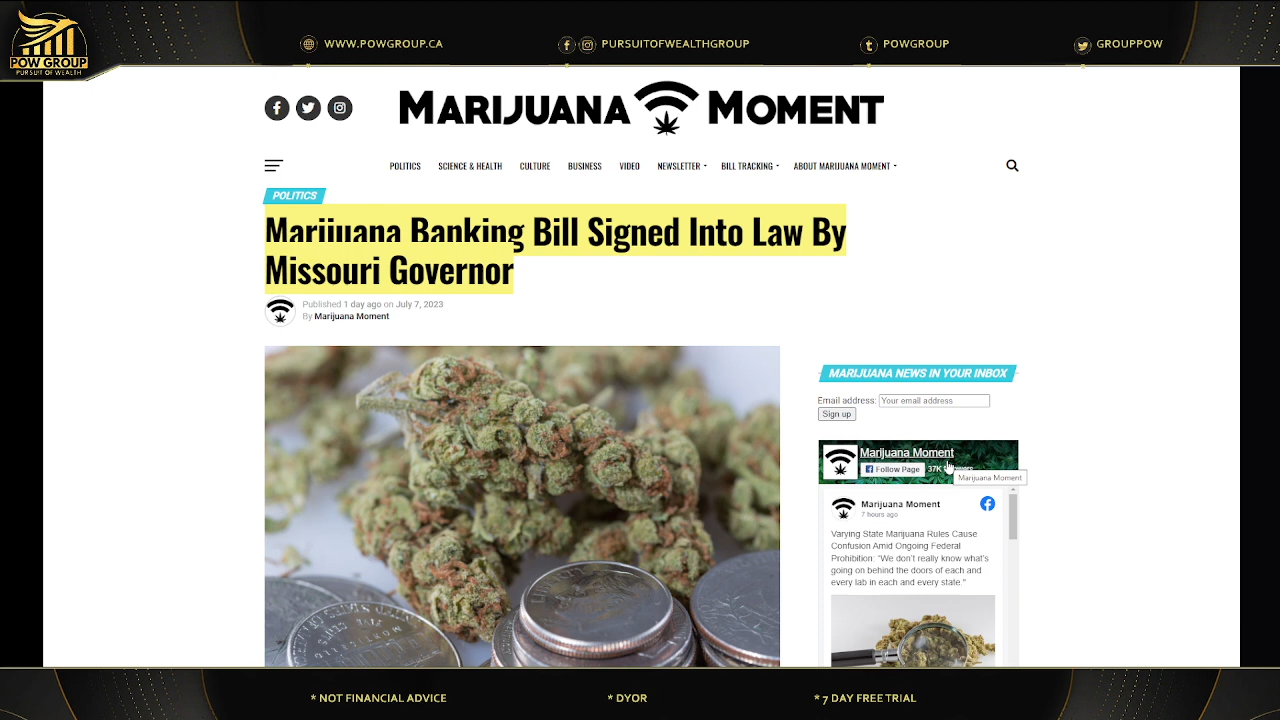 POW GROUP
PURSUIT OF WEALTH
WWW.POWGROUP.CA
PURSUITOFWEALTHGROUP
POWGROUP
GROUPPOW
MARIJUANA MOMENT
POLITICS SCIENCE & HEALTH CULTURE BUSINESS VIDEO NEWSLETTER BILL TRACKING ABOUT MARIJUANA MOMENT
POLITICS
Marijuana Banking Bill Signed Into Law By
Missouri Governor
Published 1 day ago on July 7, 2023
By Marijuana Moment
MARIJUANA NEWS IN YOUR INBOX
Email address: Your email address
Sign up
Marijuana Moment
Follow Page 37K
Marijuana Moment
Marijuana Moment
7 hours ago
Varying State Marijuana Rules Cause
Confusion Amid Ongoing Federal
Prohibition: “We don’t really know what’s
going on behind the doors of each and
every lab in each and every state.”
* NOT FINANCIAL ADVICE
* DYOR
* 7 DAY FREE TRIAL